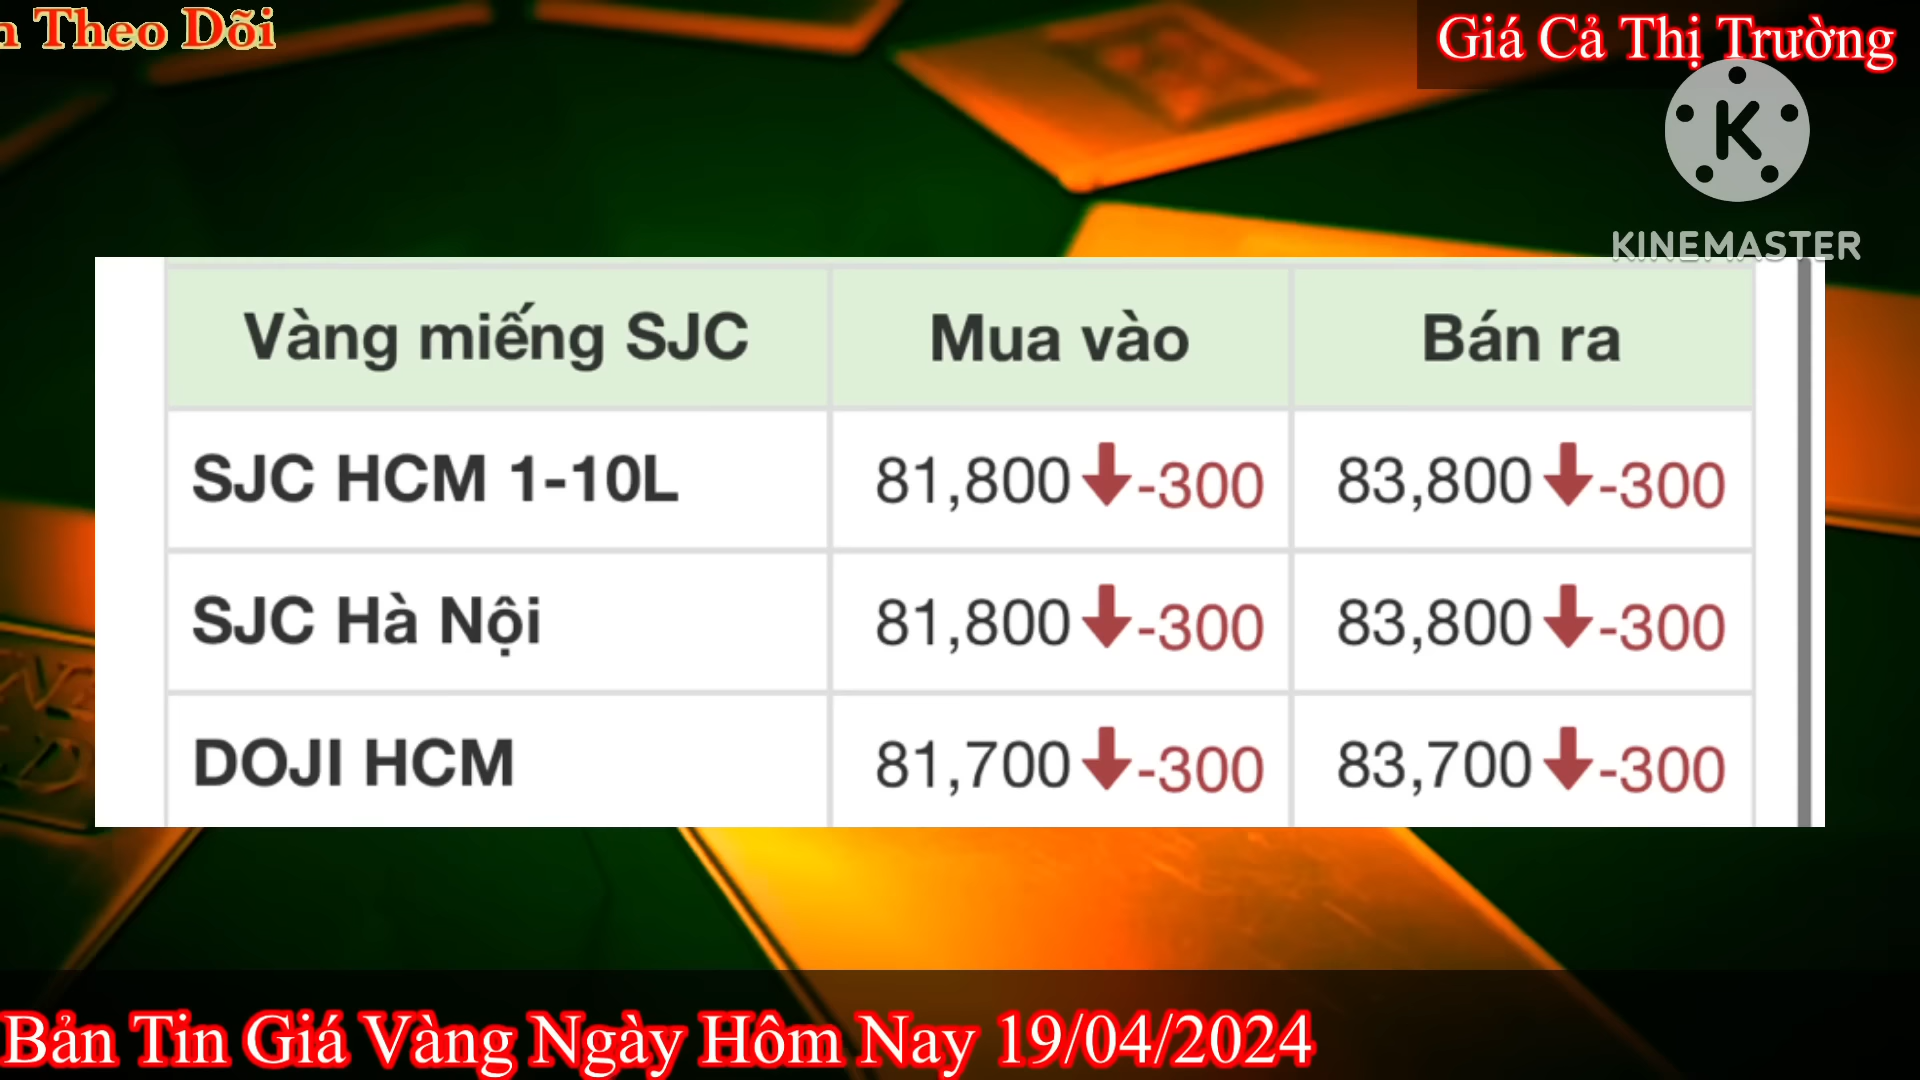 Theo Dõi
Giá Cả Thị Trường
K
KINEMASTER
Vàng miếng SJC Mua vào Bán ra
SJC HCM 1-10L 81,800 -300 83,800 -300
SJC Hà Nội 81,800 -300 83,800 -300
DOJI HCM 81,700 -300 83,700 -300
Bản Tin Giá Vàng Ngày Hôm Nay 19/04/2024